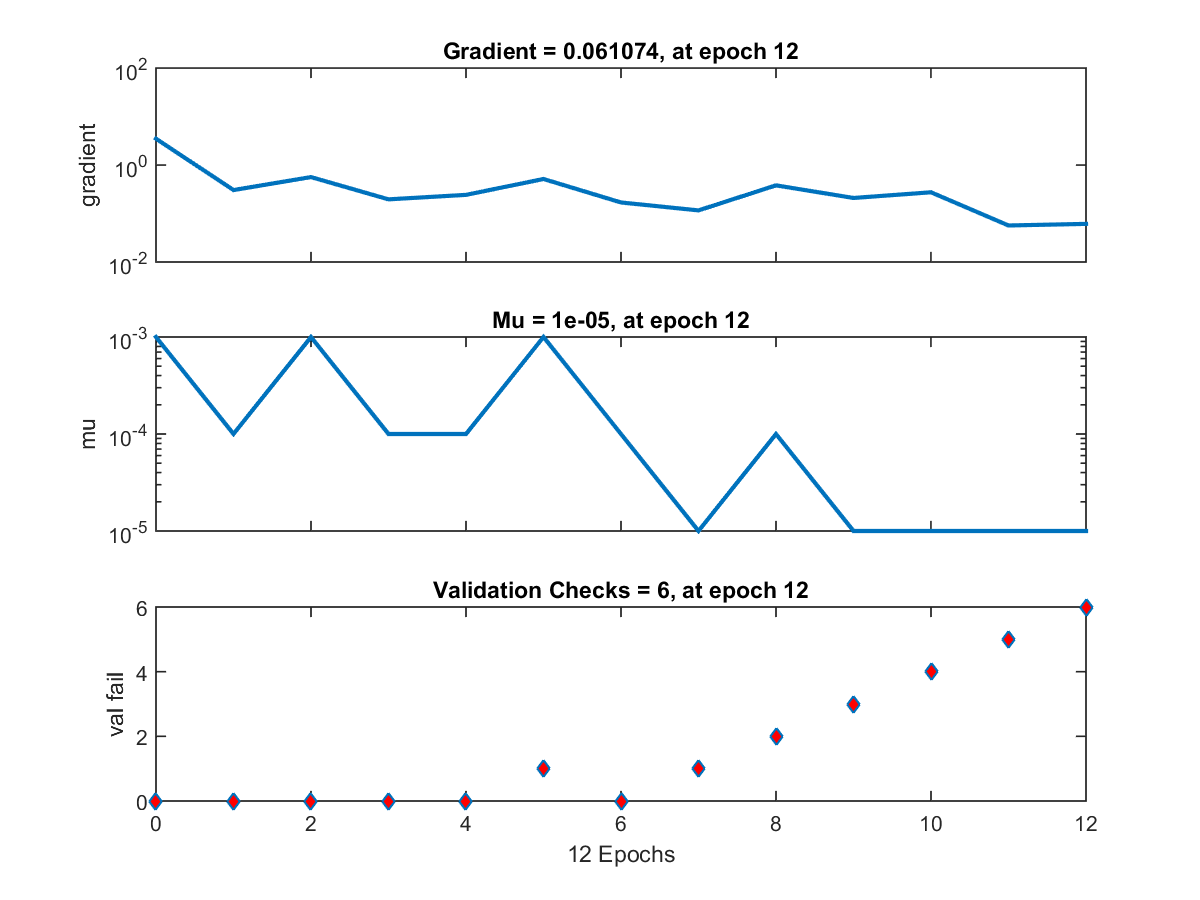 Gradient = 0.061074, at epoch 12
10^2
10^0
10^-2
gradient
Mu = 1e-05, at epoch 12
10^-3
10^-4
10^-5
mu
Validation Checks = 6, at epoch 12
6
4
2
0
val fail
0 2 4 6 8 10 12
12 Epochs